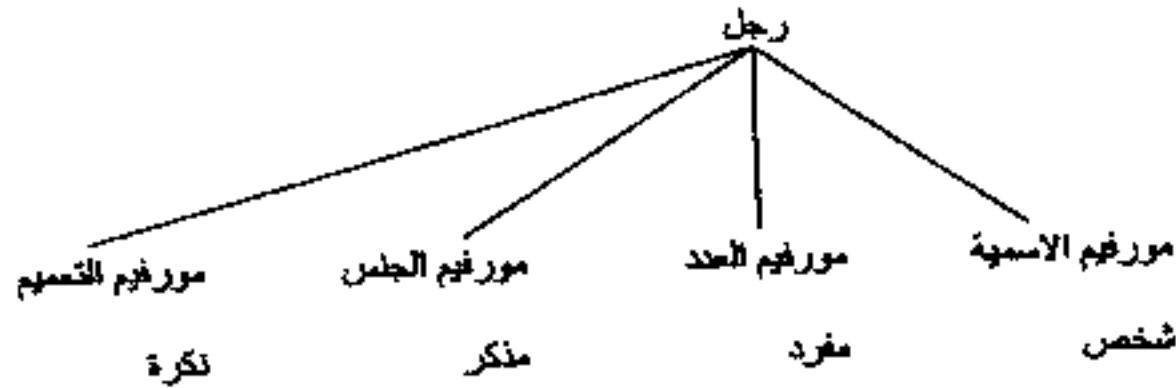 رجل
مورفيم الاسمية مورفيم العدد مورفيم الجنس مورفيم التعميم
شخص مفرد مذكر نكرة